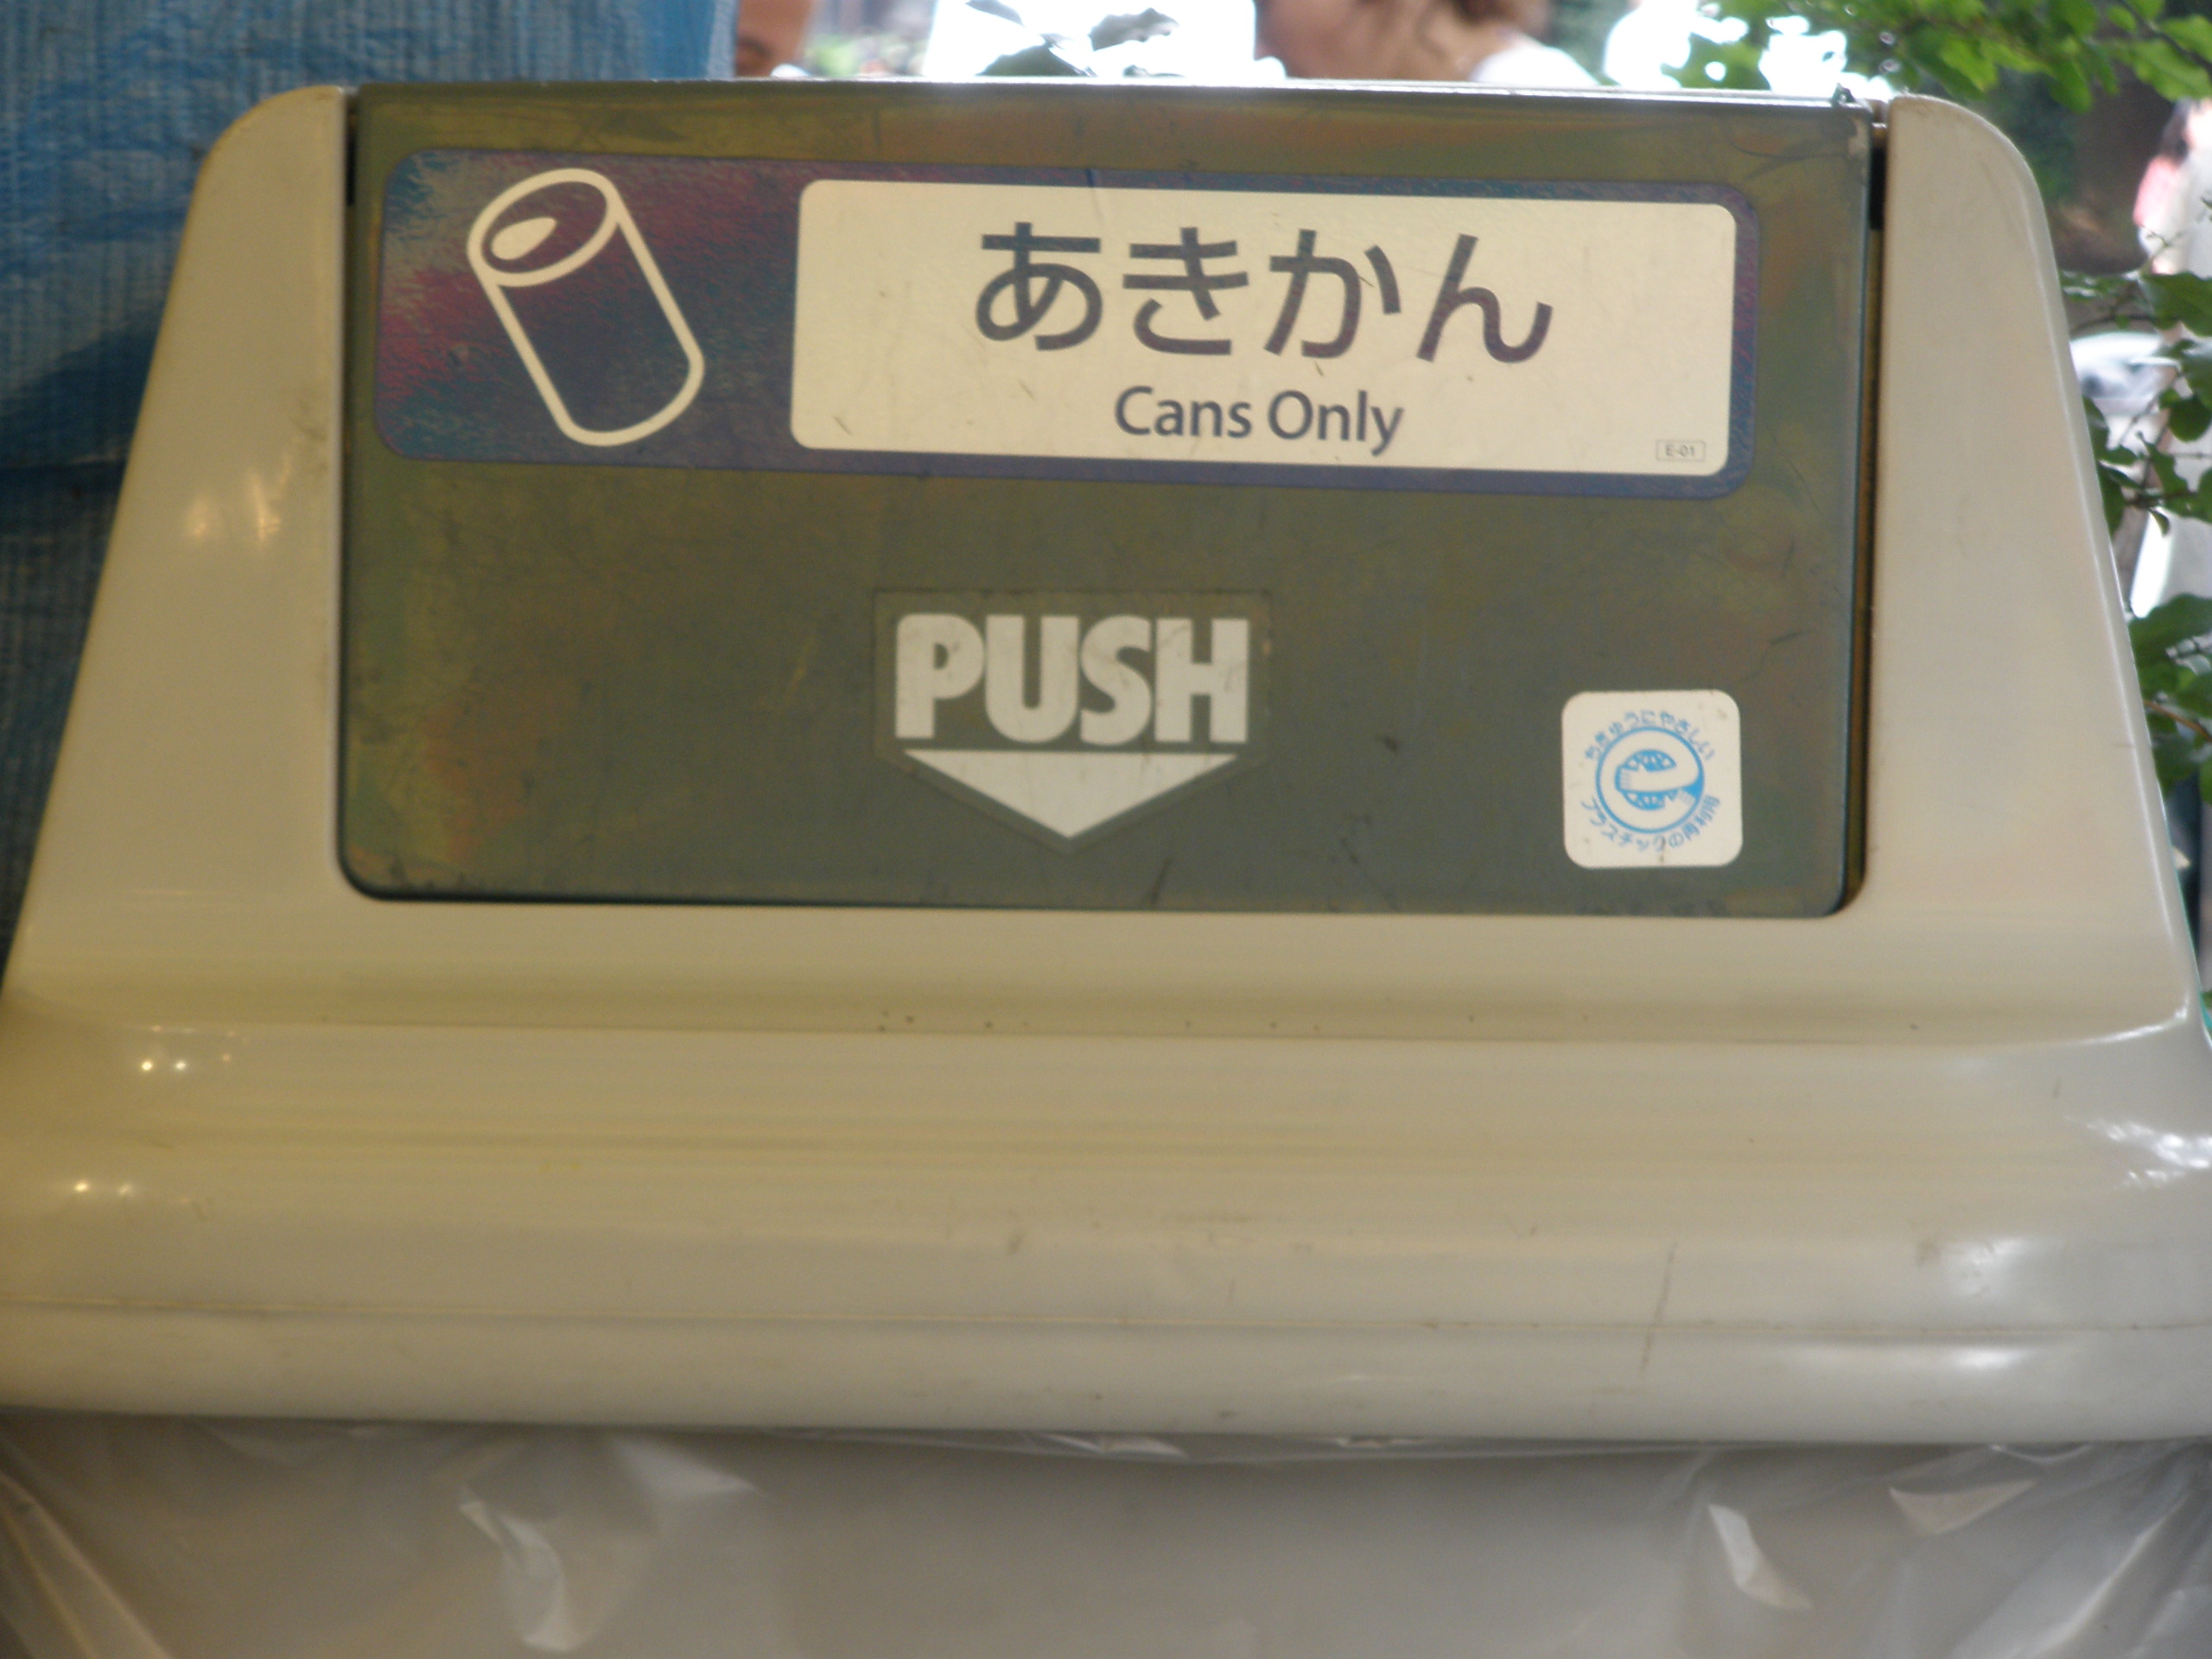 あきかん
Cans Only
E-01
PUSH
ちきゅうにやさしい
プラスチックの再利用